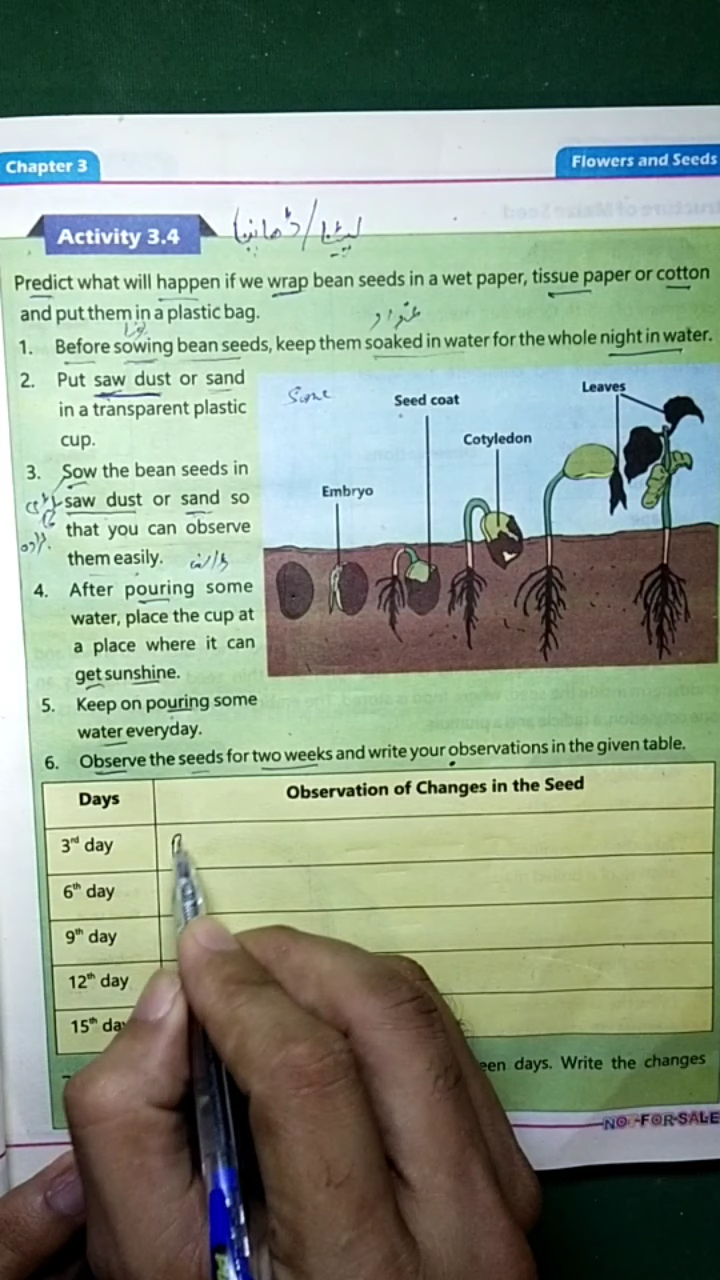 Chapter 3
Flowers and Seeds
Activity 3.4
لپیٹنا / ڈھانپنا
Predict what will happen if we wrap bean seeds in a wet paper, tissue paper or cotton
and put them in a plastic bag.
1. Before sowing bean seeds, keep them soaked in water for the whole night in water.
2. Put saw dust or sand
in a transparent plastic
cup.
3. Sow the bean seeds in
saw dust or sand so
that you can observe
them easily.
4. After pouring some
water, place the cup at
a place where it can
get sunshine.
5. Keep on pouring some
water everyday.
Seed coat
Leaves
Cotyledon
Embryo
6. Observe the seeds for two weeks and write your observations in the given table.
Days
Observation of Changes in the Seed
3rd day
6th day
9th day
12th day
15th da
een days. Write the changes
NOT FOR SALE